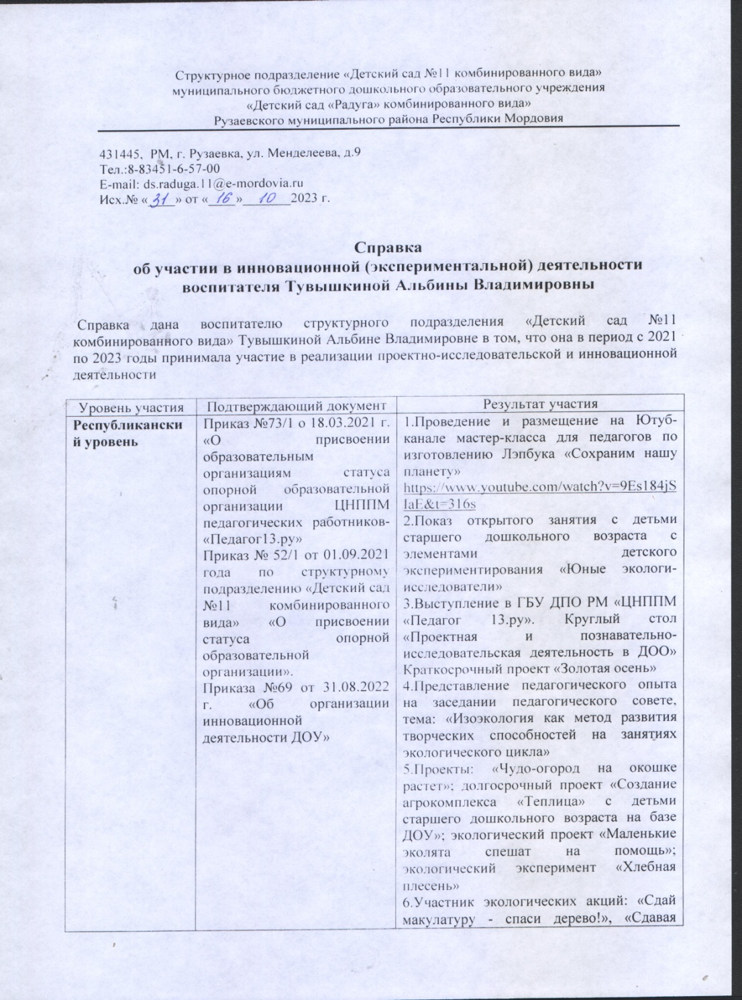 Структурное подразделение «Детский сад №11 комбинированного вида»
муниципального бюджетного дошкольного образовательного учреждения
«Детский сад «Радуга» комбинированного вида»
Рузаевского муниципального района Республики Мордовия
431445, РМ, г. Рузаевка, ул. Менделеева, д.9
Тел.:8-83451-6-57-00
E-mail: ds.raduga.11@e-mordovia.ru
Исх.№ «31» от «16» 10 2023 г.
Справка
об участии в инновационной (экспериментальной) деятельности
воспитателя Тувышкиной Альбины Владимировны
Справка дана воспитателю структурного подразделения «Детский сад №11
комбинированного вида» Тувышкиной Альбине Владимировне в том, что она в период с 2021
по 2023 годы принимала участие в реализации проектно-исследовательской и инновационной
деятельности
Уровень участия
Подтверждающий документ
Результат участия
Республикански
й уровень
Приказ №73/1 о 18.03.2021 г.
«О присвоении
образовательным
организациям статуса
опорной образовательной
организации ЦНППМ
педагогических работников-
«Педагог13.ру»
Приказ № 52/1 от 01.09.2021
года по структурному
подразделению «Детский сад
№11 комбинированного
вида» «О присвоении
статуса опорной
образовательной
организации».
Приказа №69 от 31.08.2022
г. «Об организации
инновационной
деятельности ДОУ»
1.Проведение и размещение на Ютуб-
канале мастер-класса для педагогов по
изготовлению Лэпбука «Сохраним нашу
планету»
https://www.youtube.com/watch?v=9Es184jS
IaE&t=316s
2.Показ открытого занятия с детьми
старшего дошкольного возраста с
элементами детского
экспериментирования «Юные экологи-
исследователи»
3.Выступление в ГБУ ДПО РМ «ЦНППМ
«Педагог 13.ру». Круглый стол
«Проектная и познавательно-
исследовательская деятельность в ДОО»
Краткосрочный проект «Золотая осень»
4.Представление педагогического опыта
на заседании педагогического совете,
тема: «Изоэкология как метод развития
творческих способностей на занятиях
экологического цикла»
5.Проекты: «Чудо-огород на окошке
растет»; долгосрочный проект «Создание
агрокомплекса «Теплица» с детьми
старшего дошкольного возраста на базе
ДОУ»; экологический проект «Маленькие
эколята спешат на помощь»;
экологический эксперимент «Хлебная
плесень»
6.Участник экологических акций: «Сдай
макулатуру - спаси дерево!», «Сдавая